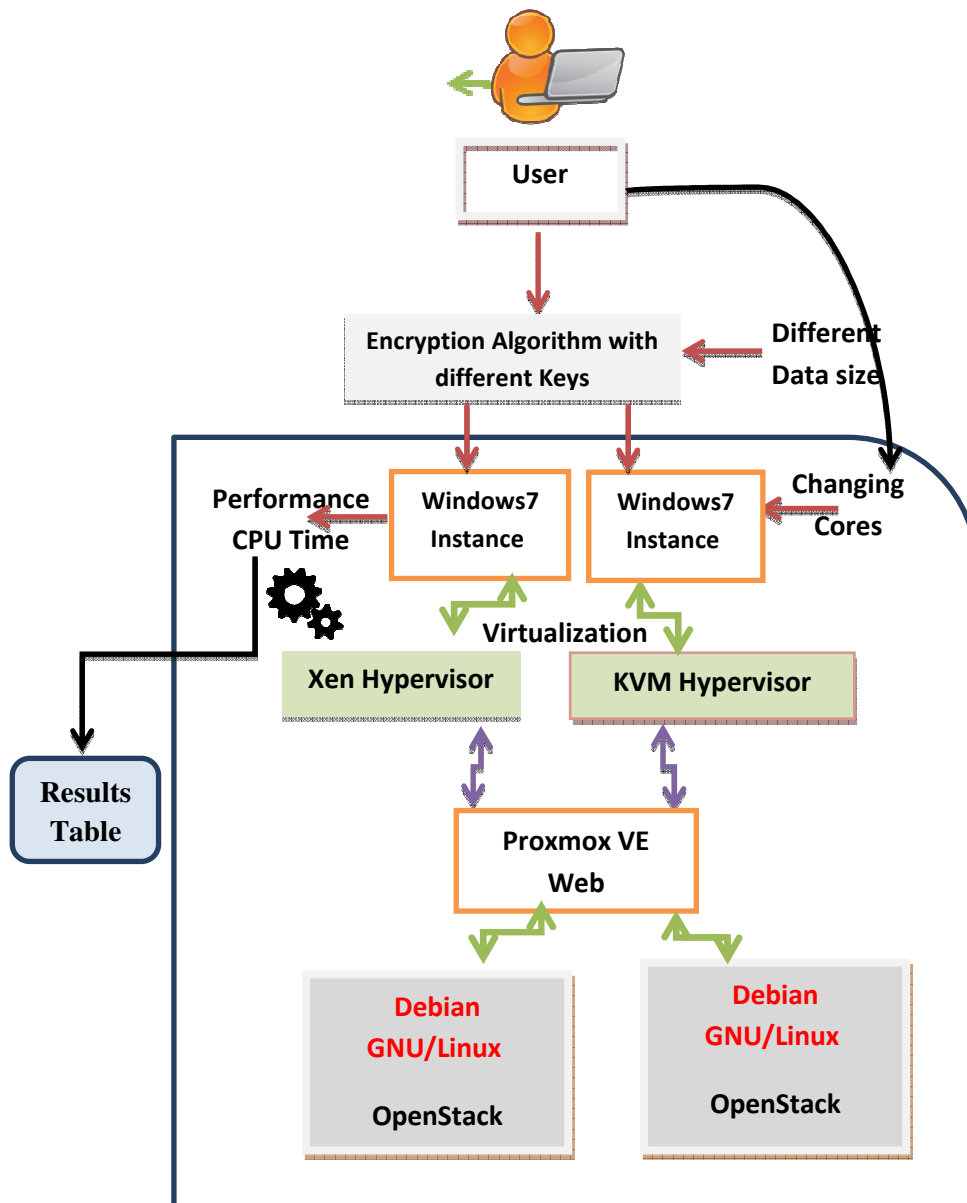 User
Encryption Algorithm with
different Keys
Different
Data size
Performance
CPU Time
Windows7
Instance
Windows7
Instance
Changing
Cores
Virtualization
Xen Hypervisor
KVM Hypervisor
Results
Table
Proxmox VE
Web
Debian
GNU/Linux
OpenStack
Debian
GNU/Linux
OpenStack